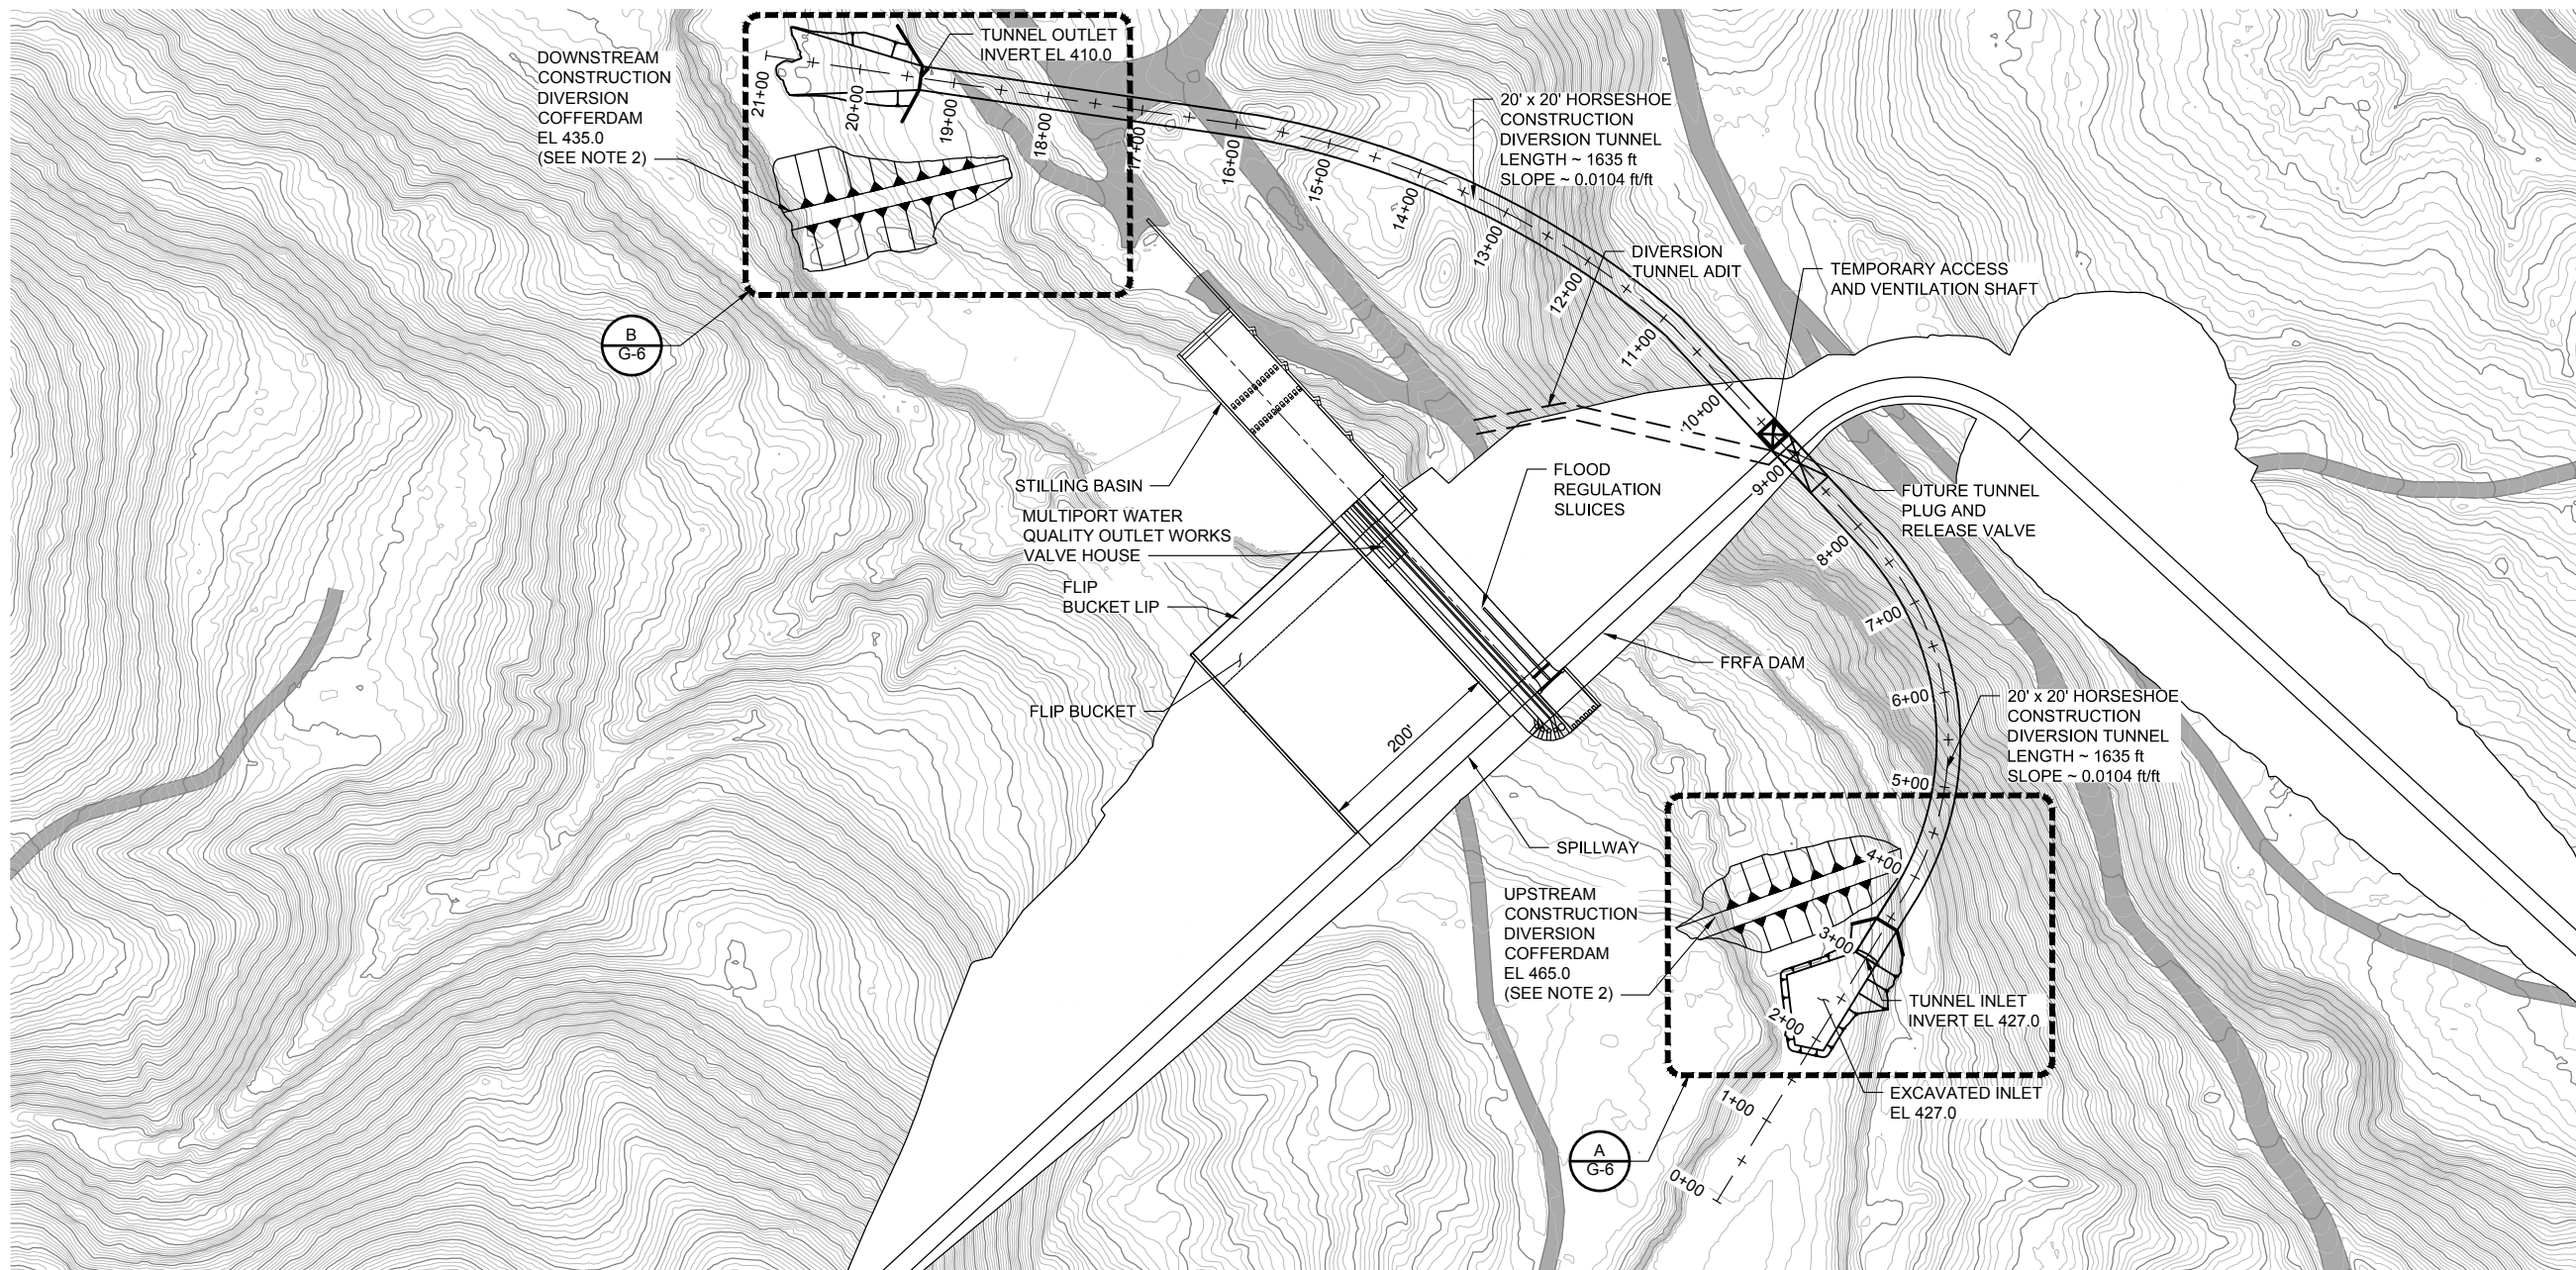 TUNNEL OUTLET
INVERT EL 410.0
DOWNSTREAM
CONSTRUCTION
DIVERSION
COFFERDAM
EL 435.0
(SEE NOTE 2)
21+00
20+00
19+00
18+00
17+00
16+00
15+00
14+00
13+00
12+00
11+00
10+00
9+00
8+00
7+00
6+00
5+00
4+00
3+00
2+00
1+00
0+00
20' x 20' HORSESHOE
CONSTRUCTION
DIVERSION TUNNEL
LENGTH ~ 1635 ft
SLOPE ~ 0.0104 ft/ft
DIVERSION
TUNNEL ADIT
TEMPORARY ACCESS
AND VENTILATION SHAFT
B
G-6
STILLING BASIN
MULTIPORT WATER
QUALITY OUTLET WORKS
VALVE HOUSE
FLIP
BUCKET LIP
FLIP BUCKET
FLOOD
REGULATION
SLUICES
FUTURE TUNNEL
PLUG AND
RELEASE VALVE
FRFA DAM
200'
20' x 20' HORSESHOE
CONSTRUCTION
DIVERSION TUNNEL
LENGTH ~ 1635 ft
SLOPE ~ 0.0104 ft/ft
SPILLWAY
UPSTREAM
CONSTRUCTION
DIVERSION
COFFERDAM
EL 465.0
(SEE NOTE 2)
TUNNEL INLET
INVERT EL 427.0
EXCAVATED INLET
EL 427.0
A
G-6